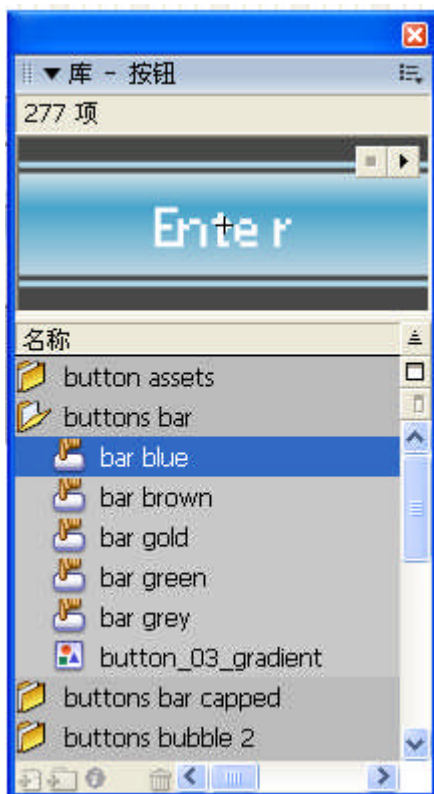 库 - 按钮
277 项
Enter
名称
button assets
buttons bar
bar blue
bar brown
bar gold
bar green
bar grey
button_03_gradient
buttons bar capped
buttons bubble 2